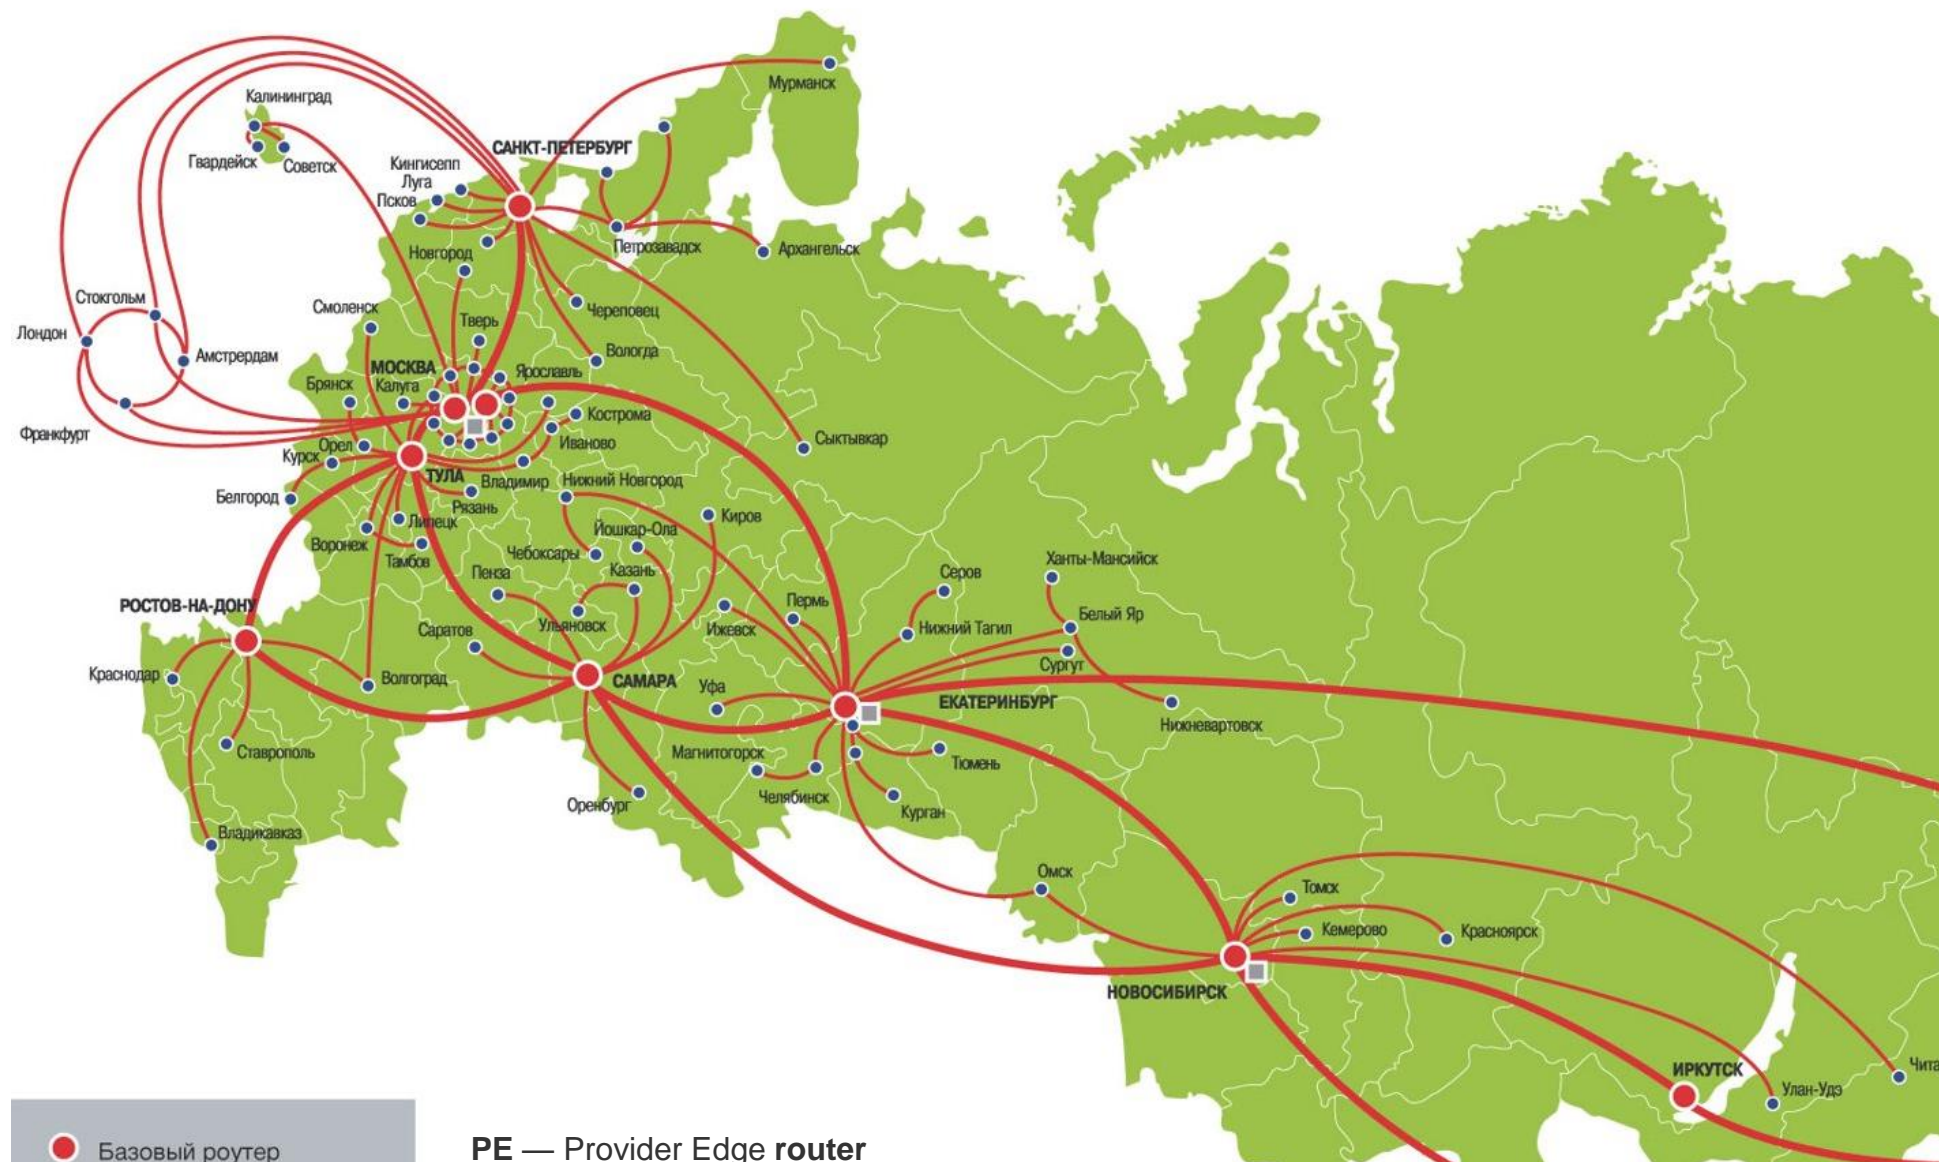 Мурманск
Калининград
САНКТ-ПЕТЕРБУРГ
Гвардейск
Советск
Кингисепп
Луга
Псков
Петрозавадск
Архангельск
Новгород
Стокгольм
Смоленск
Череповец
Тверь
Лондон
Амстрердам
Вологда
МОСКВА
Ярославль
Брянск
Калуга
Кострома
Франкфурт
Орел
Иваново
Сыктывкар
Курск
ТУЛА
Владимир
Нижний Новгород
Белгород
Рязань
Липецк
Киров
Йошкар-Ола
Воронеж
Чебоксары
Тамбов
Пенза
Казань
Ханты-Мансийск
Серов
РОСТОВ-НА-ДОНУ
Пермь
Белый Яр
Ульяновск
Саратов
Ижевск
Нижний Тагил
Сургут
Краснодар
Волгоград
САМАРА
Уфа
ЕКАТЕРИНБУРГ
Нижневартовск
Ставрополь
Магнитогорск
Тюмень
Челябинск
Оренбург
Курган
Владикавказ
Омск
Томск
Кемерово
Красноярск
НОВОСИБИРСК
ИРКУТСК
Чита
Улан-Удэ
Базовый роутер
PE — Provider Edge router